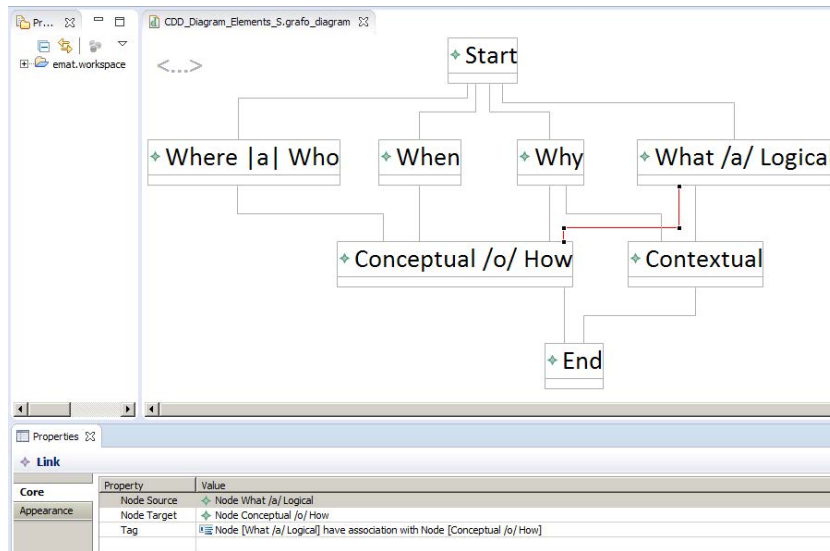 Pr...
CDD_Diagram_Elements_S.grafo_diagram
emat.workspace
<...>
Start
Where |a| Who
When
Why
What /a/ Logica
Conceptual /o/ How
Contextual
End
Properties
Link
Core
Appearance
Property Value
Node Source Node What /a/ Logical
Node Target Node Conceptual /o/ How
Tag Node [What /a/ Logical] have association with Node [Conceptual /o/ How]